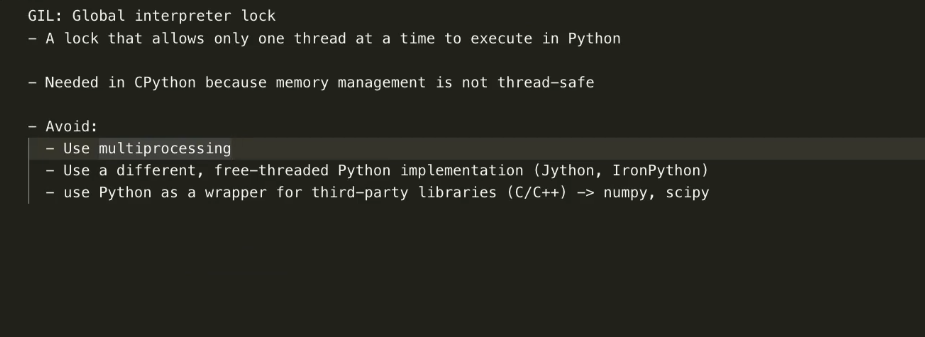 GIL: Global interpreter lock
- A lock that allows only one thread at a time to execute in Python
- Needed in CPython because memory management is not thread-safe
- Avoid:
- Use multiprocessing
- Use a different, free-threaded Python implementation (Jython, IronPython)
- use Python as a wrapper for third-party libraries (C/C++) -> numpy, scipy